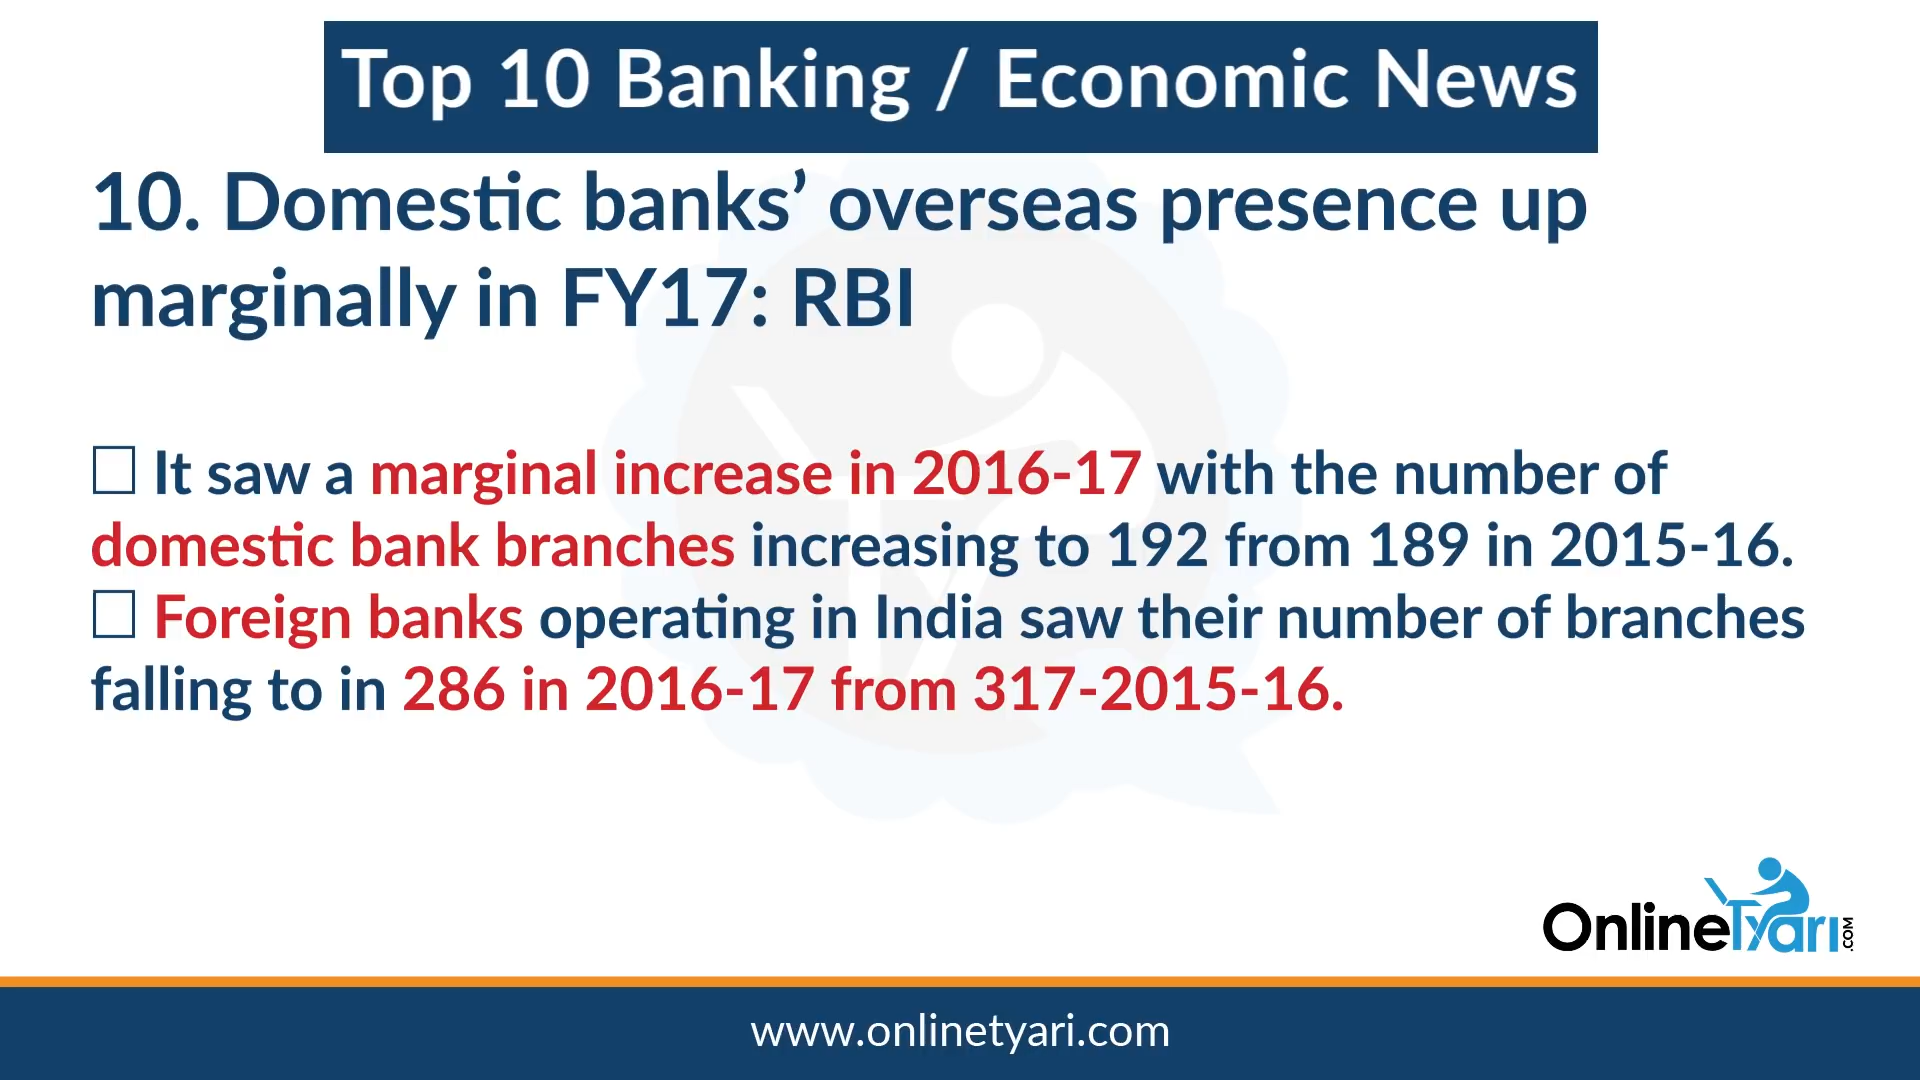 Top 10 Banking / Economic News
10. Domestic banks’ overseas presence up
marginally in FY17: RBI
□ It saw a marginal increase in 2016-17 with the number of
domestic bank branches increasing to 192 from 189 in 2015-16.
□ Foreign banks operating in India saw their number of branches
falling to in 286 in 2016-17 from 317-2015-16.
OnlineTyari.com
www.onlinetyari.com